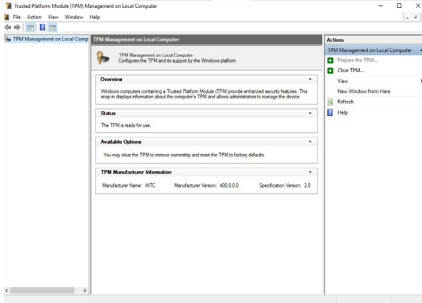 Trusted Platform Module (TPM) Management on Local Computer
File Action View Window Help
TPM Management on Local Comp
TPM Management on Local Computer
TPM Management on Local Computer
Configures the TPM and its support by the Windows platform
Overview
Windows computers containing a Trusted Platform Module (TPM) provide enhanced security features. This
snap-in displays information about the computer's TPM and allows administrators to manage the device.
Status
The TPM is ready for use.
Available Options
You may clear the TPM to remove ownership and reset the TPM to factory defaults.
TPM Manufacturer Information
Manufacturer Name: INTC Manufacturer Version: 400.0.0.0 Specification Version: 2.0
Actions
TPM Management on Local Computer
Prepare the TPM...
Clear TPM...
View
New Window from Here
Refresh
Help